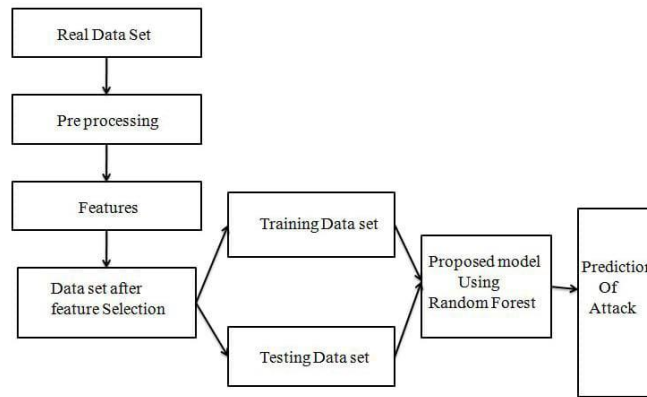 Real Data Set
Pre processing
Features
Data set after
feature Selection
Training Data set
Testing Data set
Proposed model
Using
Random Forest
Prediction
Of
Attack